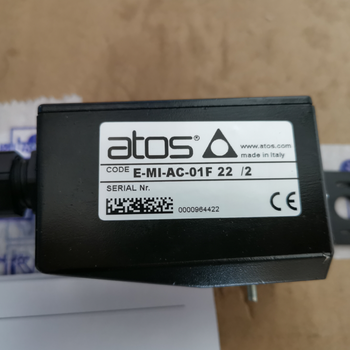 atos®
www.atos.com
made in Italy
CODE E-MI-AC-01F 22 /2
SERIAL Nr.
0000964422
CE